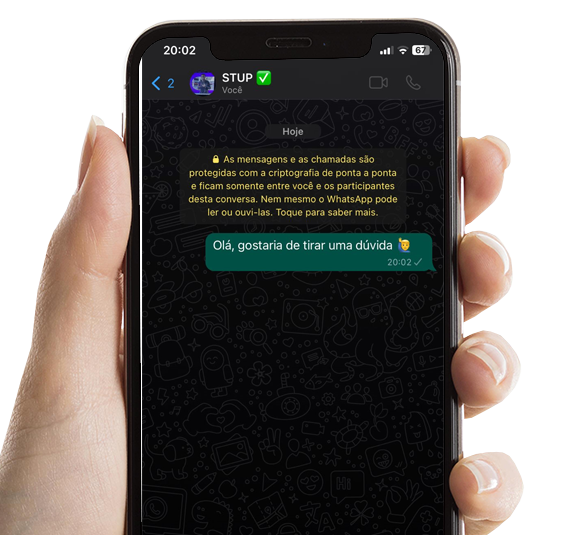 20:02
67
2
STUP ✅
Você
Hoje
🔒 As mensagens e as chamadas são
protegidas com a criptografia de ponta a ponta
e ficam somente entre você e os participantes
desta conversa. Nem mesmo o WhatsApp pode
ler ou ouvi-las. Toque para saber mais.
Olá, gostaria de tirar uma dúvida 🙋‍♂️
20:02 ✓
Hi